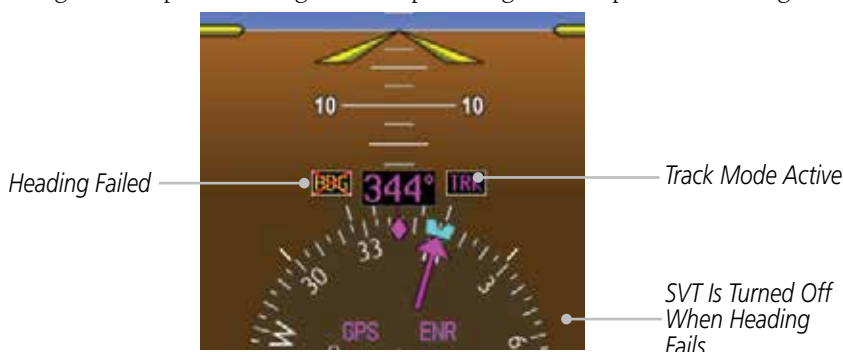 10 10
Heading Failed
HDG 344° TRK
Track Mode Active
33
30
3
W
6
GPS ENR
SVT Is Turned Off
When Heading
Fails